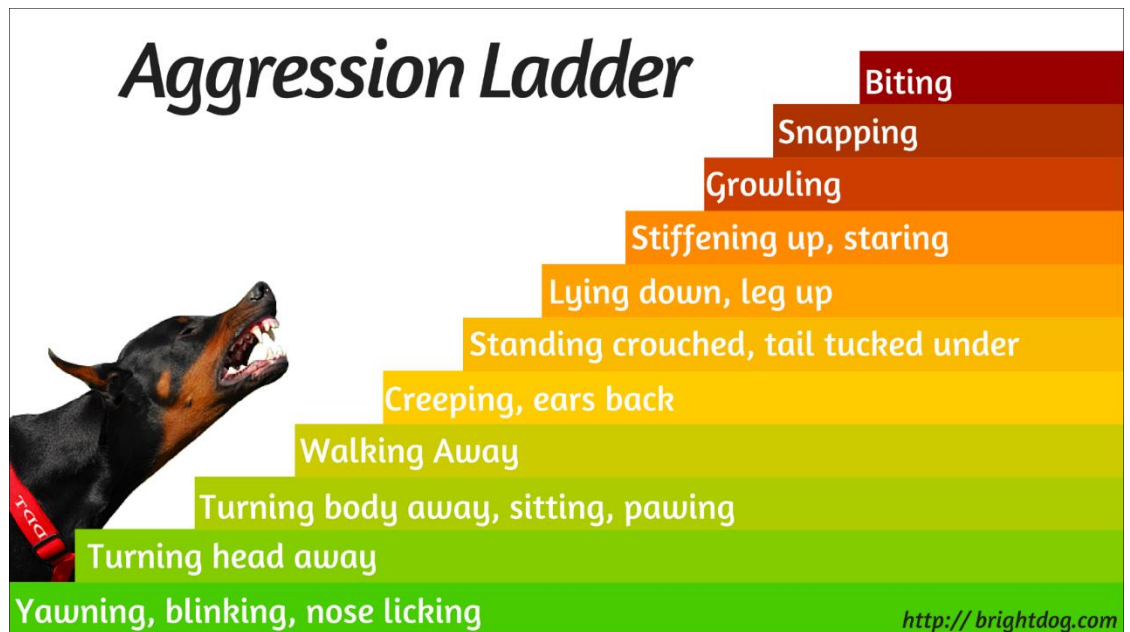 Aggression Ladder
Biting
Snapping
Growling
Stiffening up, staring
Lying down, leg up
Standing crouched, tail tucked under
Creeping, ears back
Walking Away
Turning body away, sitting, pawing
Turning head away
Yawning, blinking, nose licking
http:// brightdog.com